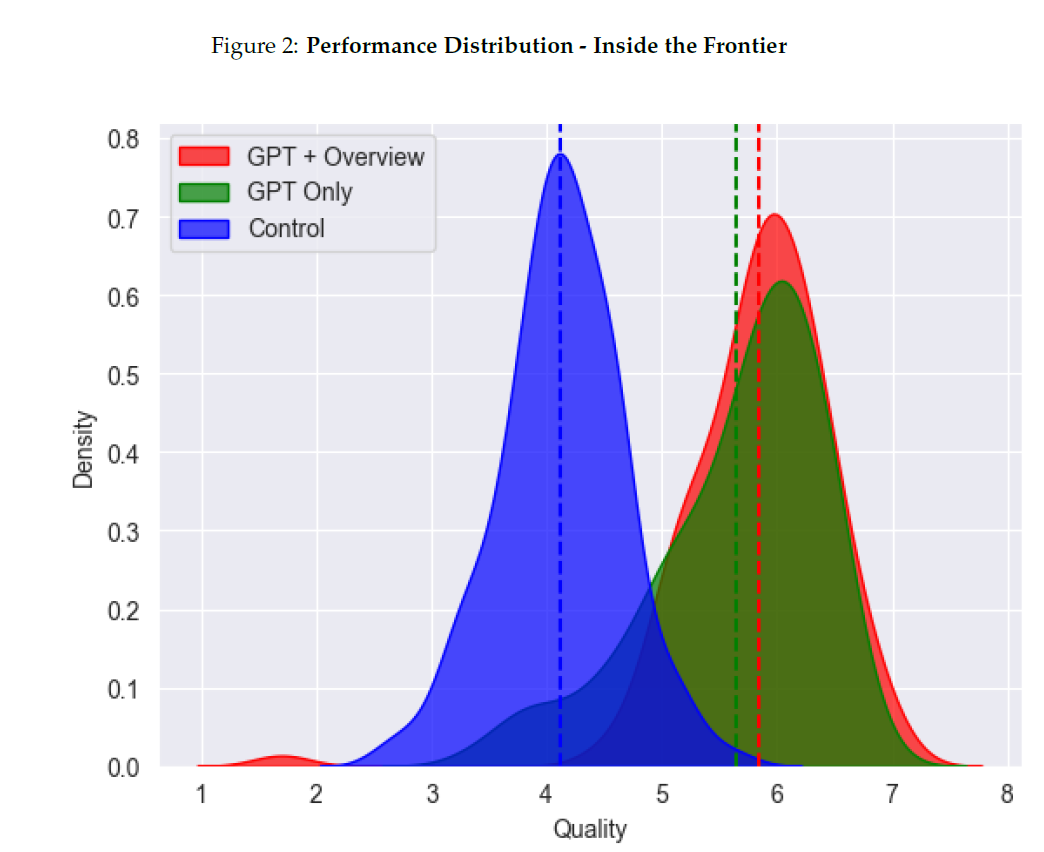 Figure 2: Performance Distribution - Inside the Frontier
GPT + Overview
GPT Only
Control
0.8
0.7
0.6
0.5
0.4
0.3
0.2
0.1
0.0
Density
1 2 3 4 5 6 7 8
Quality